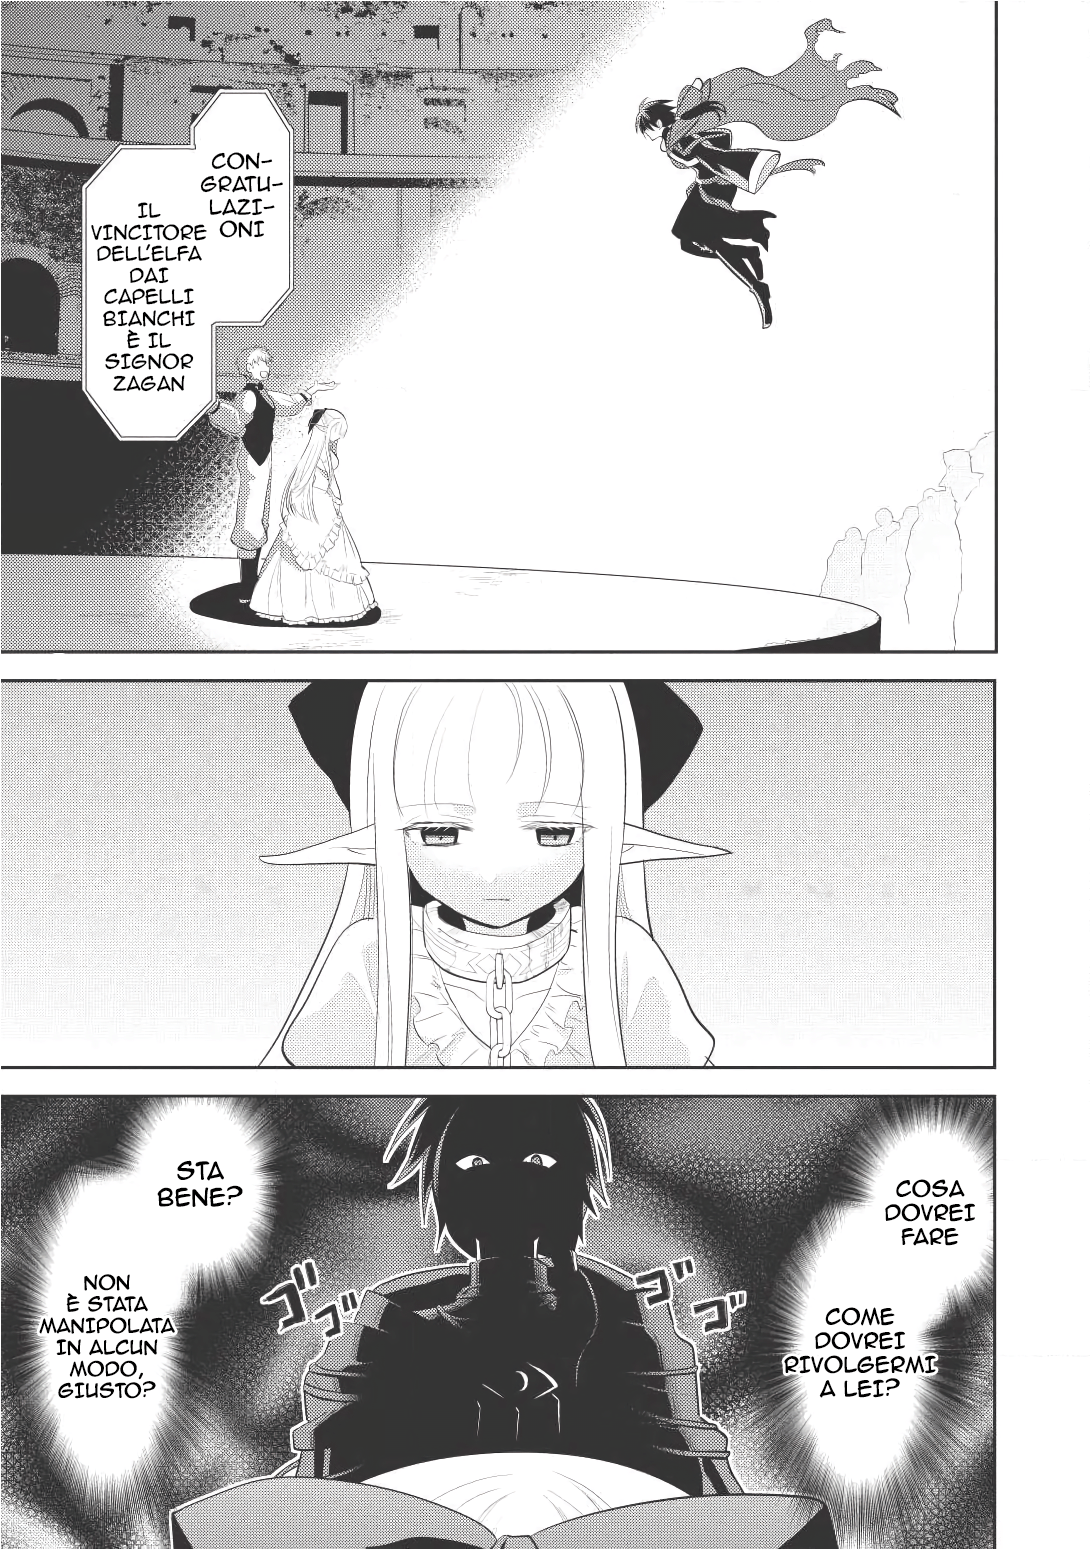 CON-
GRATU-
LAZI-
ONI
IL
VINCITORE
DELL'ELFA
DAI
CAPELLI
BIANCHI
È IL
SIGNOR
ZAGAN
COSA
DOVREI
FARE
COME
DOVREI
RIVOLGERMI
A LEI?
STA
BENE?
NON
È STATA
MANIPOLATA
IN ALCUN
MODO,
GIUSTO?
ゴゴ
ゴゴ